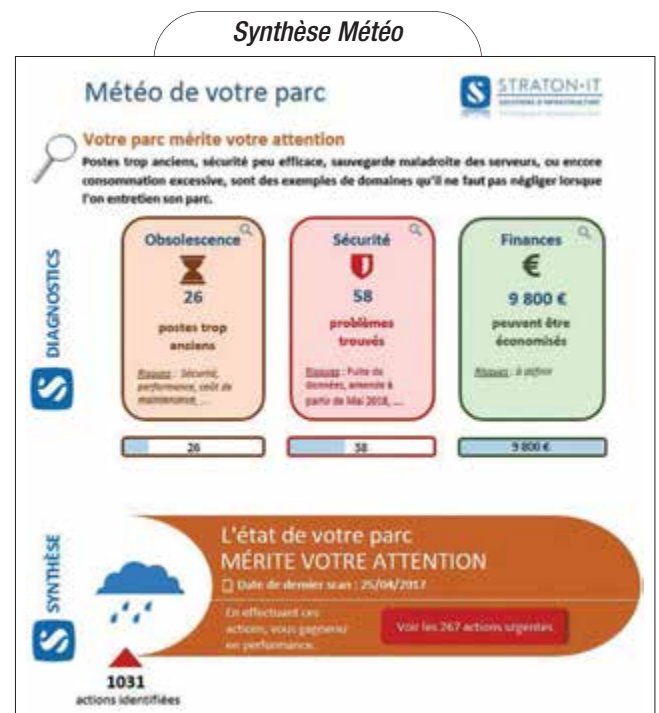 Synthèse Météo
Météo de votre parc
STRATON-IT
SOLUTIONS D'INFRASTRUCTURE
Votre parc mérite votre attention
Postes trop anciens, sécurité peu efficace, sauvegarde maladroite des serveurs, ou encore
consommation excessive, sont des exemples de domaines qu'il ne faut pas négliger lorsque
l'on entretien son parc.
DIAGNOSTICS
Obsolescence
26
postes trop
anciens
Risques : Sécurité,
performance, coût de
maintenance, ...
26
Sécurité
58
problèmes
trouvés
Risques : Fuite de
données, amende à
partir de Mai 2018, ...
58
Finances
€
9 800 €
peuvent être
économisés
Risques : à définir
9 800 €
SYNTHÈSE
L'état de votre parc
MÉRITE VOTRE ATTENTION
Date de dernier scan : 25/04/2017
En effectuant ces
actions, vous gagneriez
en performance.
Voir les 267 actions urgentes
1031
actions identifiées